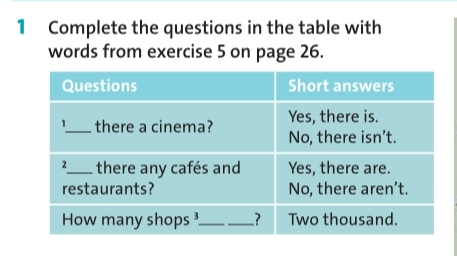 1 Complete the questions in the table with
words from exercise 5 on page 26.
Questions Short answers
¹___ there a cinema? Yes, there is.
No, there isn't.
²___ there any cafés and Yes, there are.
restaurants? No, there aren't.
How many shops ³___ ___? Two thousand.